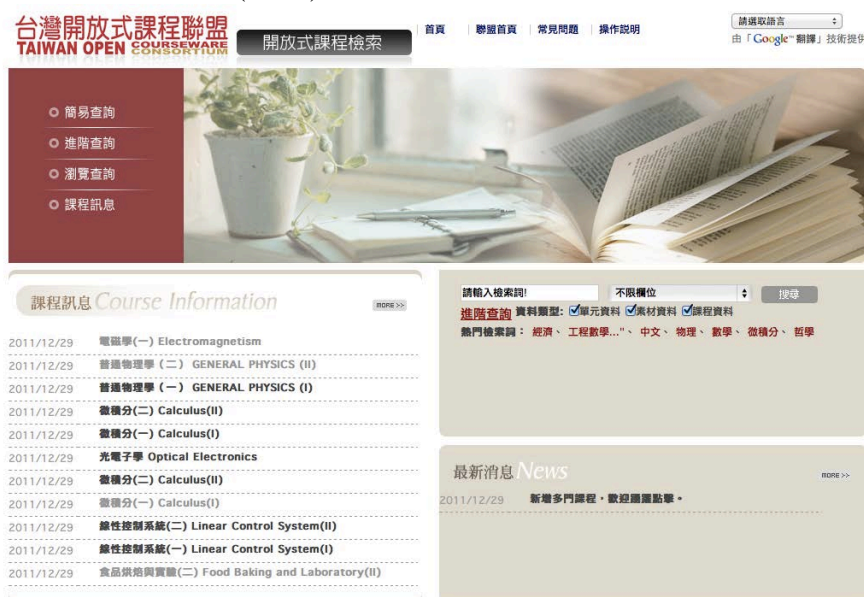 台灣開放式課程聯盟
TAIWAN OPEN COURSEWARE CONSORTIUM
開放式課程檢索
首頁 聯盟首頁 常見問題 操作說明
請選取語言
由「Google™翻譯」技術提供
簡易查詢
進階查詢
瀏覽查詢
課程訊息
課程訊息 Course Information
MORE >>
2011/12/29 電磁學(一) Electromagnetism
2011/12/29 普通物理學（二） GENERAL PHYSICS (II)
2011/12/29 普通物理學（一） GENERAL PHYSICS (I)
2011/12/29 微積分(二) Calculus(II)
2011/12/29 微積分(一) Calculus(I)
2011/12/29 光電子學 Optical Electronics
2011/12/29 微積分(二) Calculus(II)
2011/12/29 微積分(一) Calculus(I)
2011/12/29 線性控制系統(二) Linear Control System(II)
2011/12/29 線性控制系統(一) Linear Control System(I)
2011/12/29 食品烘焙與實驗(二) Food Baking and Laboratory(II)
請輸入檢索詞! 不限欄位 搜尋
進階查詢 資料類型: 單元資料 素材資料 課程資料
熱門檢索詞： 經濟、 工程數學..."、 中文、 物理、 數學、 微積分、 哲學
最新消息 News
MORE >>
2011/12/29 新增多門課程，歡迎踴躍點擊。